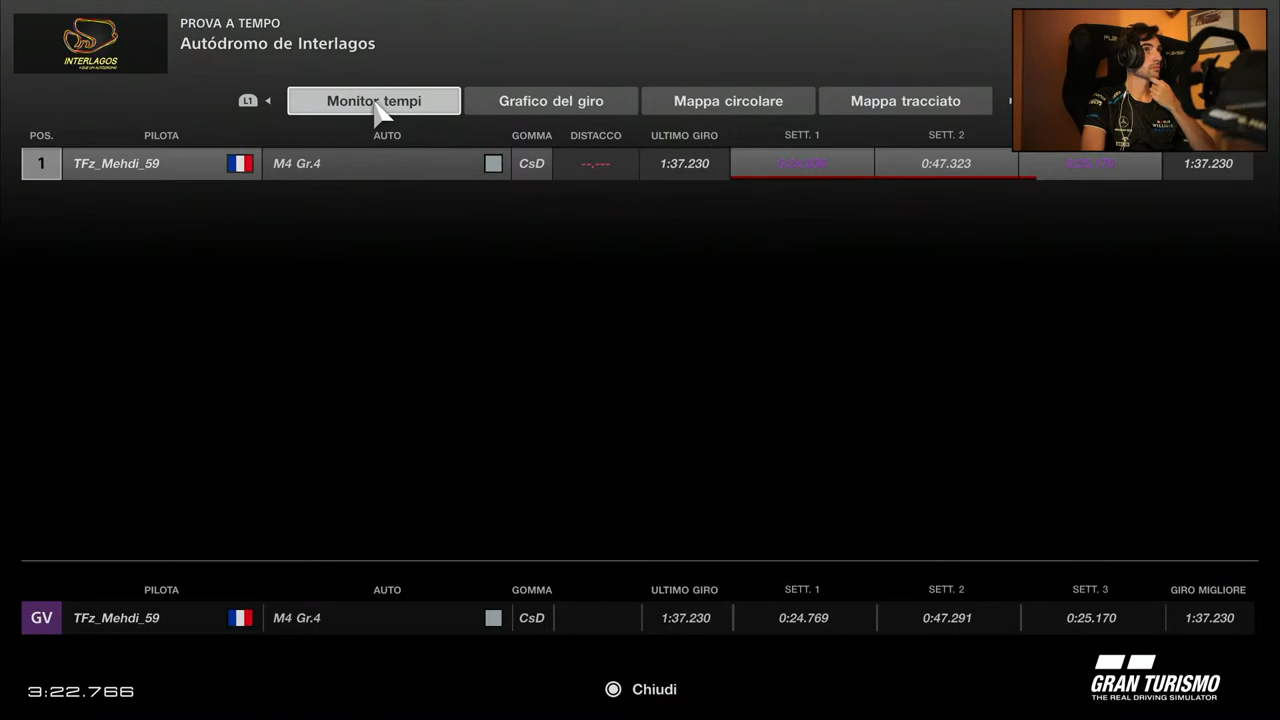 PROVA A TEMPO
Autódromo de Interlagos
INTERLAGOS
L1 Monitor tempi Grafico del giro Mappa circolare Mappa tracciato
POS. PILOTA AUTO GOMMA DISTACCO ULTIMO GIRO SETT. 1 SETT. 2
1 TFz_Mehdi_59 M4 Gr.4 CsD --.--- 1:37.230 0:47.323 1:37.230
PILOTA AUTO GOMMA ULTIMO GIRO SETT. 1 SETT. 2 SETT. 3 GIRO MIGLIORE
GV TFz_Mehdi_59 M4 Gr.4 CsD 1:37.230 0:24.769 0:47.291 0:25.170 1:37.230
3:22.766
Chiudi
GRAN TURISMO
THE REAL DRIVING SIMULATOR